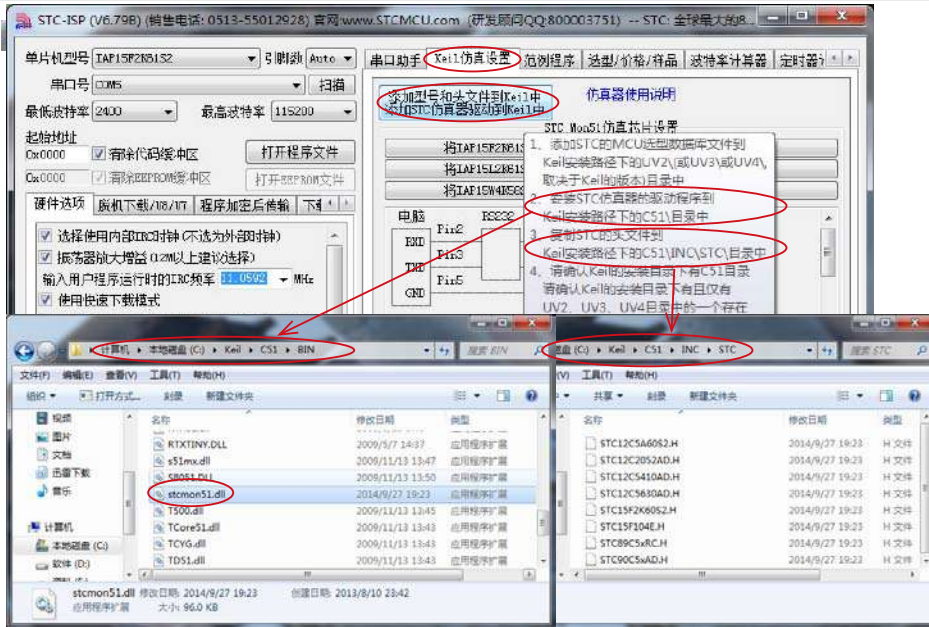 STC-ISP (V6.79B) (销售电话: 0513-55012928) 官网:www.STCMCU.com (研发顾问QQ:800003751) -- STC: 全球最大的8...
单片机型号 IAP15F2K61S2 引脚数 Auto
串口号 COM5 扫描
最低波特率 2400 最高波特率 115200
起始地址
0x0000 清除代码缓冲区 打开程序文件
0x0000 清除EEPROM缓冲区 打开EEPROM文件
硬件选项 脱机下载/U8/U7 程序加密后传输
选择使用内部IRC时钟(不选为外部时钟)
振荡器放大增益(12M以上建议选择)
输入用户程序运行时的IRC频率 11.0592 MHz
使用快速下载模式
串口助手 Keil仿真设置 范例程序 选型/价格/样品 波特率计算器 定时器
添加型号和头文件到Keil中
添加STC仿真器驱动到Keil中
仿真器使用说明
STC Mon51仿真芯片设置
将IAP15F2K61S
将IAP15L2K61S
将IAP15W4K58S
电脑 RS232
RXD Pin2
TXD Pin3
GND Pin5
1、添加STC的MCU选型数据库文件到
Keil安装路径下的UV2\(或UV3\或UV4\,
取决于Keil的版本)目录中
2、安装STC仿真器的驱动程序到
Keil安装路径下的C51\目录中
3、复制STC的头文件到
Keil安装路径下的C51\INC\STC\目录中
4、请确认Keil的安装目录下有C51目录
请确认Keil的安装目录下有且仅有
UV2、UV3、UV4目录中的一个存在
计算机 本地磁盘 (C:) Keil C51 BIN 搜索 BIN
文件(F) 编辑(E) 查看(V) 工具(T) 帮助(H)
组织 打开方式... 刻录 新建文件夹
视频
图片
文档
迅雷下载
音乐
计算机
本地磁盘 (C:)
软件 (D:)
名称 修改日期 类型
RTXTINY.DLL 2009/5/7 14:37 应用程序扩展
s51mx.dll 2009/11/13 13:47 应用程序扩展
S8051.DLL 2009/11/13 13:50 应用程序扩展
stcmon51.dll 2014/9/27 19:23 应用程序扩展
T500.dll 2009/11/13 13:45 应用程序扩展
TCore51.dll 2009/11/13 13:43 应用程序扩展
TCYG.dll 2009/11/13 13:43 应用程序扩展
TD51.dll 2009/11/13 13:43 应用程序扩展
stcmon51.dll 修改日期: 2014/9/27 19:23 创建日期: 2013/8/10 23:42
应用程序扩展 大小: 96.0 KB
磁盘 (C:) Keil C51 INC STC 搜索 STC
(V) 工具(T) 帮助(H)
共享 刻录 新建文件夹
名称 修改日期 类型
STC12C5A60S2.H 2014/9/27 19:23 H 文件
STC12C2052AD.H 2014/9/27 19:23 H 文件
STC12C5410AD.H 2014/9/27 19:23 H 文件
STC12C5630AD.H 2014/9/27 19:23 H 文件
STC15F2K60S2.H 2014/9/27 19:23 H 文件
STC15F104E.H 2014/9/27 19:23 H 文件
STC89C5xRC.H 2014/9/27 19:23 H 文件
STC90C5xAD.H 2014/9/27 19:23 H 文件